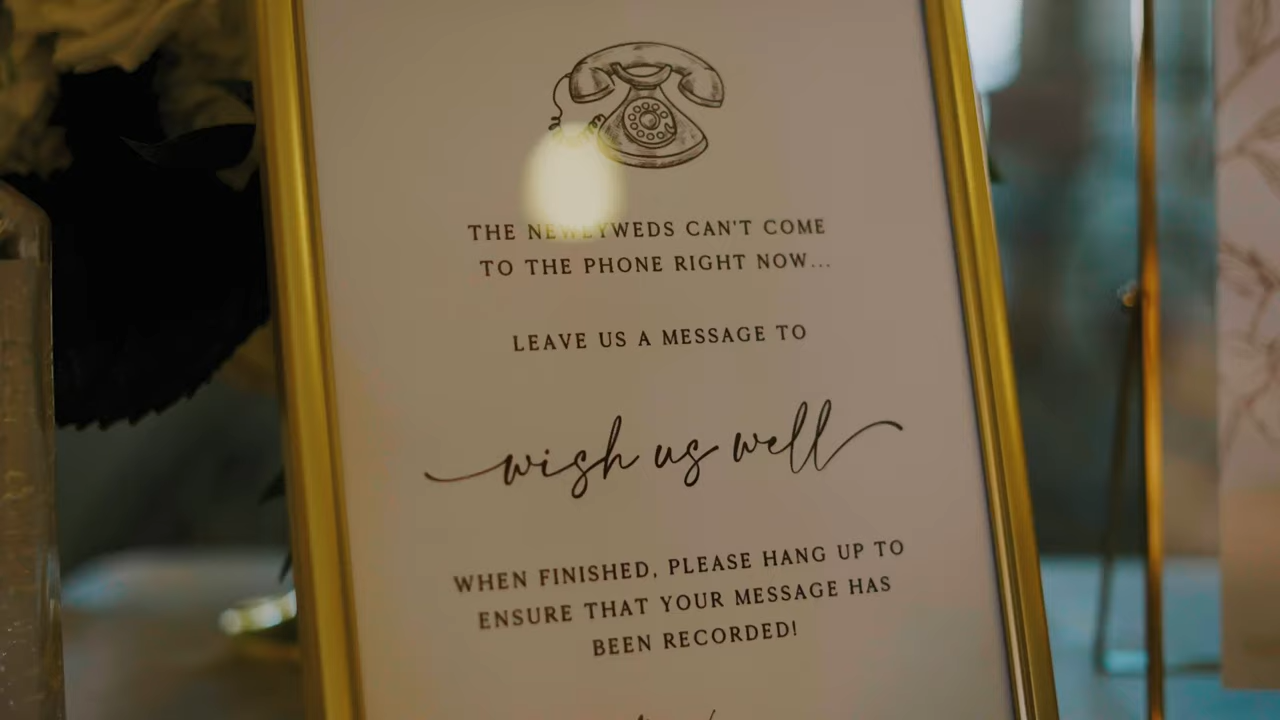 THE NEWLYWEDS CAN'T COME
TO THE PHONE RIGHT NOW...
LEAVE US A MESSAGE TO
wish us well
WHEN FINISHED, PLEASE HANG UP TO
ENSURE THAT YOUR MESSAGE HAS
BEEN RECORDED!